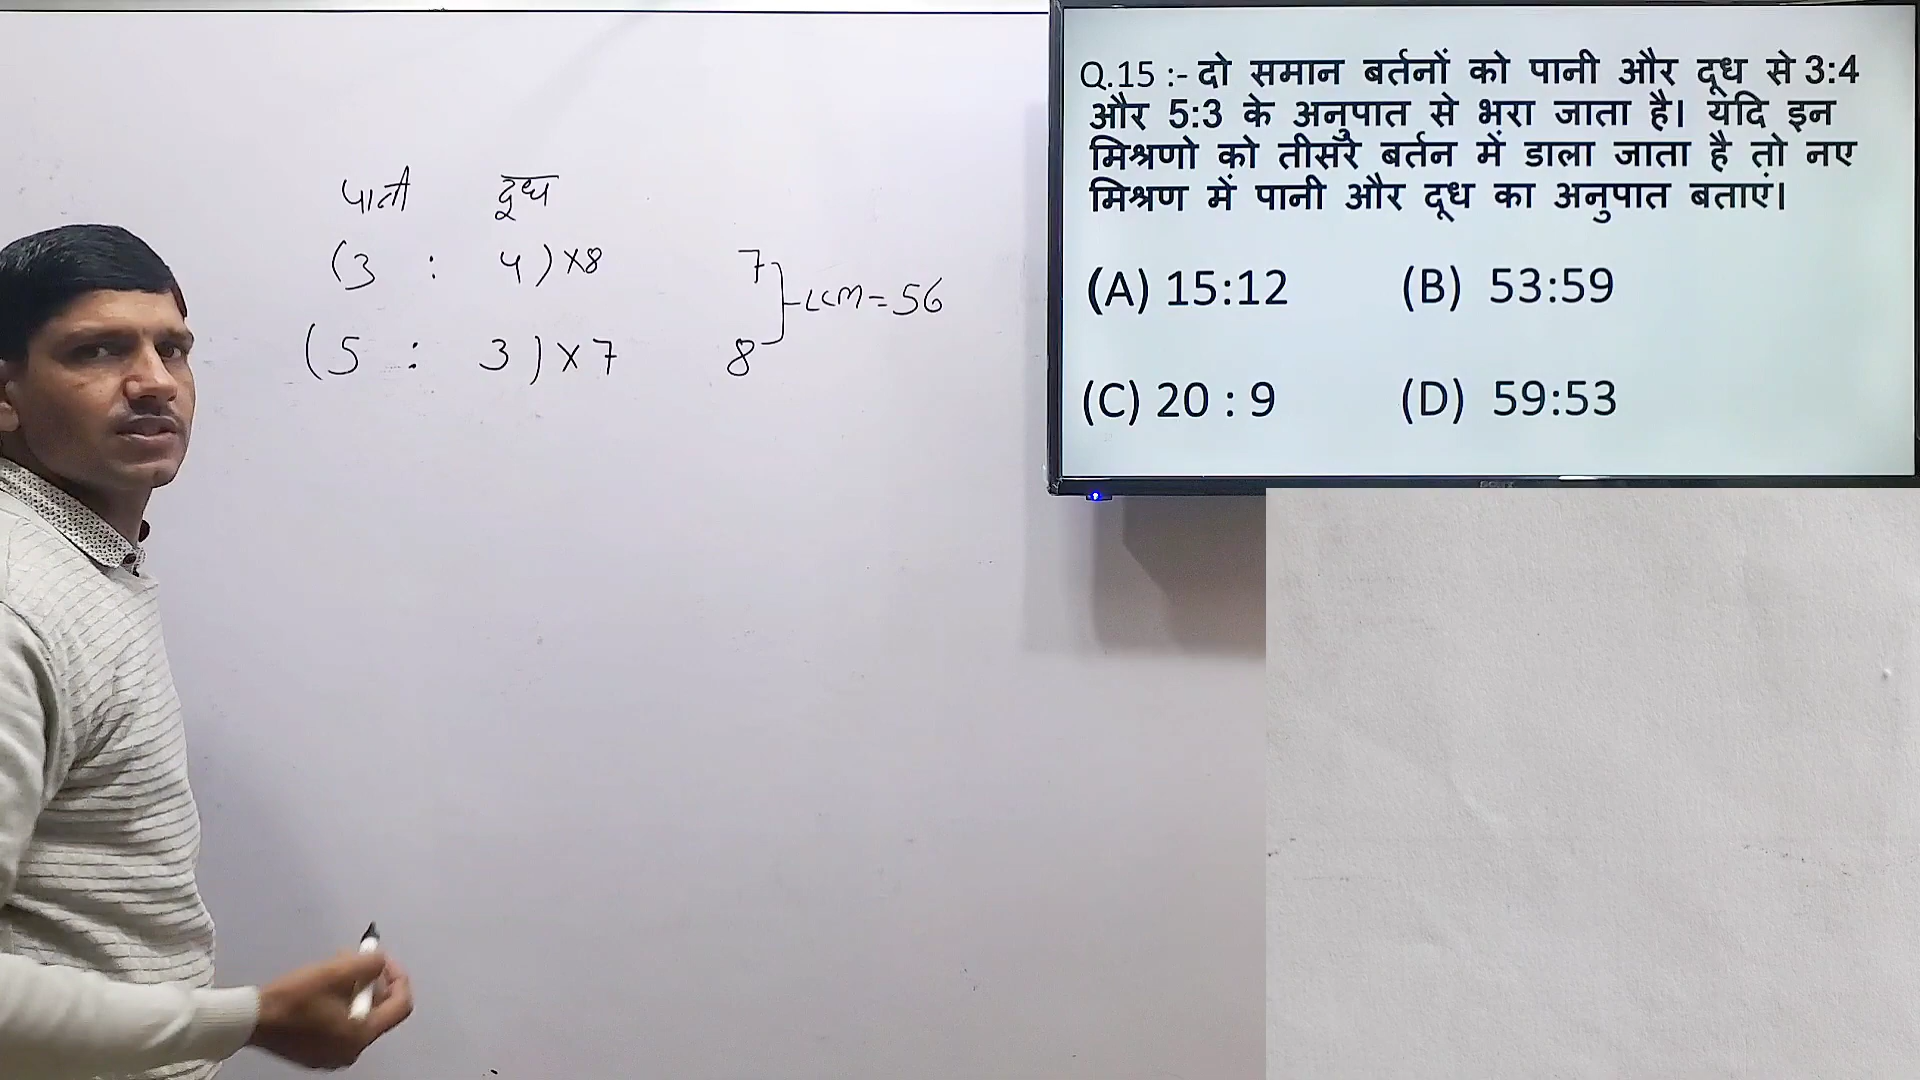 पानी दूध
(3 : 4) ×8 7
(5 : 3) ×7 8
LCM = 56
Q.15 :- दो समान बर्तनों को पानी और दूध से 3:4
और 5:3 के अनुपात से भरा जाता है। यदि इन
मिश्रणो को तीसरे बर्तन में डाला जाता है तो नए
मिश्रण में पानी और दूध का अनुपात बताएं।
(A) 15:12 (B) 53:59
(C) 20 : 9 (D) 59:53
SONY